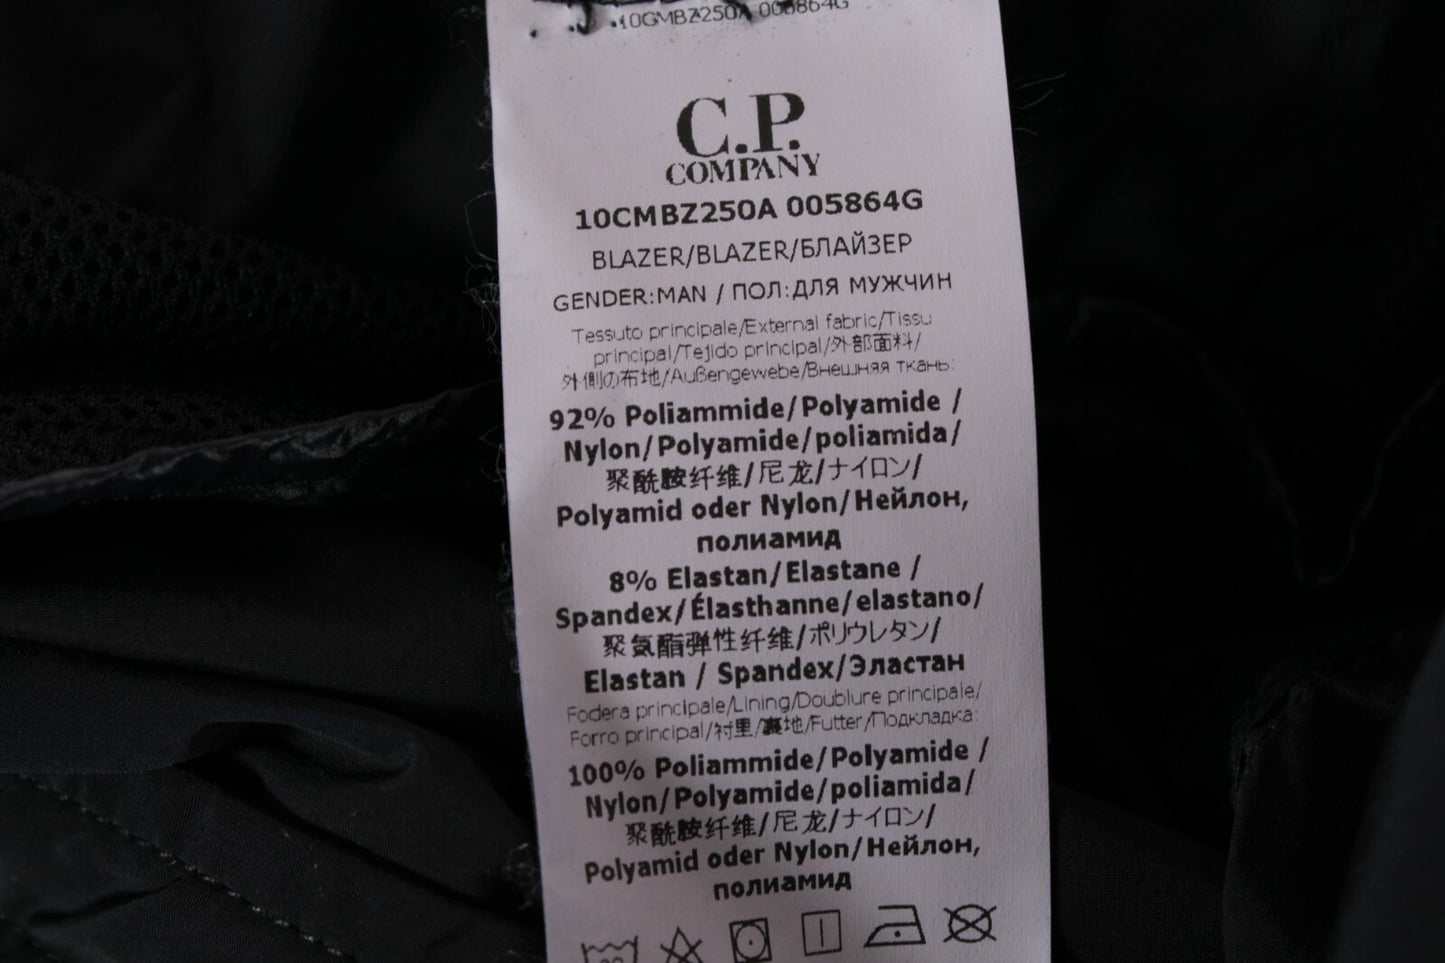 10CMBZ250A 005864G
C.P.
COMPANY
10CMBZ250A 005864G
BLAZER/BLAZER/БЛАЙЗЕР
GENDER:MAN / ПОЛ:ДЛЯ МУЖЧИН
Tessuto principale/External fabric/Tissu
principal/Tejido principal/外部面料/
外側の布地/Außengewebe/Внешняя ткань:
92% Poliammide/Polyamide /
Nylon/Polyamide/poliamida/
聚酰胺纤维/尼龙/ナイロン/
Polyamid oder Nylon/Нейлон,
полиамид
8% Elastan/Elastane /
Spandex/Élasthanne/elastano/
聚氨酯弹性纤维/ポリウレタン/
Elastan / Spandex/Эластан
Fodera principale/Lining/Doublure principale/
Forro principal/衬里/裏地/Futter/Подкладка:
100% Poliammide/Polyamide /
Nylon/Polyamide/poliamida/
聚酰胺纤维/尼龙/ナイロン/
Polyamid oder Nylon/Нейлон,
полиамид